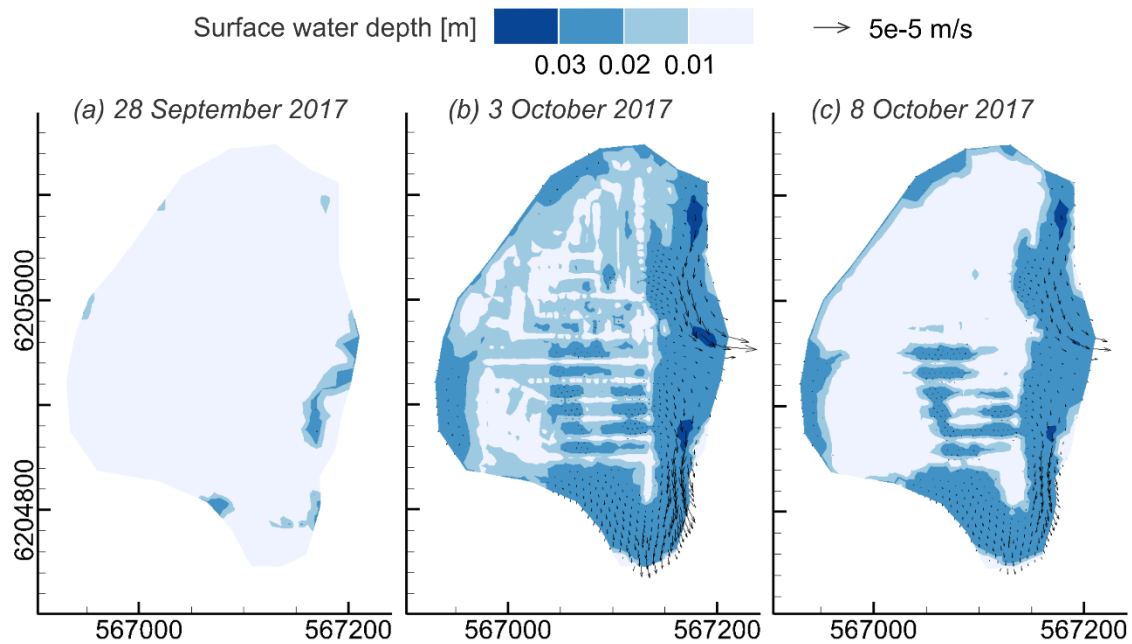 Surface water depth [m]
0.03 0.02 0.01
5e-5 m/s
(a) 28 September 2017
(b) 3 October 2017
(c) 8 October 2017
6205000
6204800
567000
567200
567000
567200
567000
567200